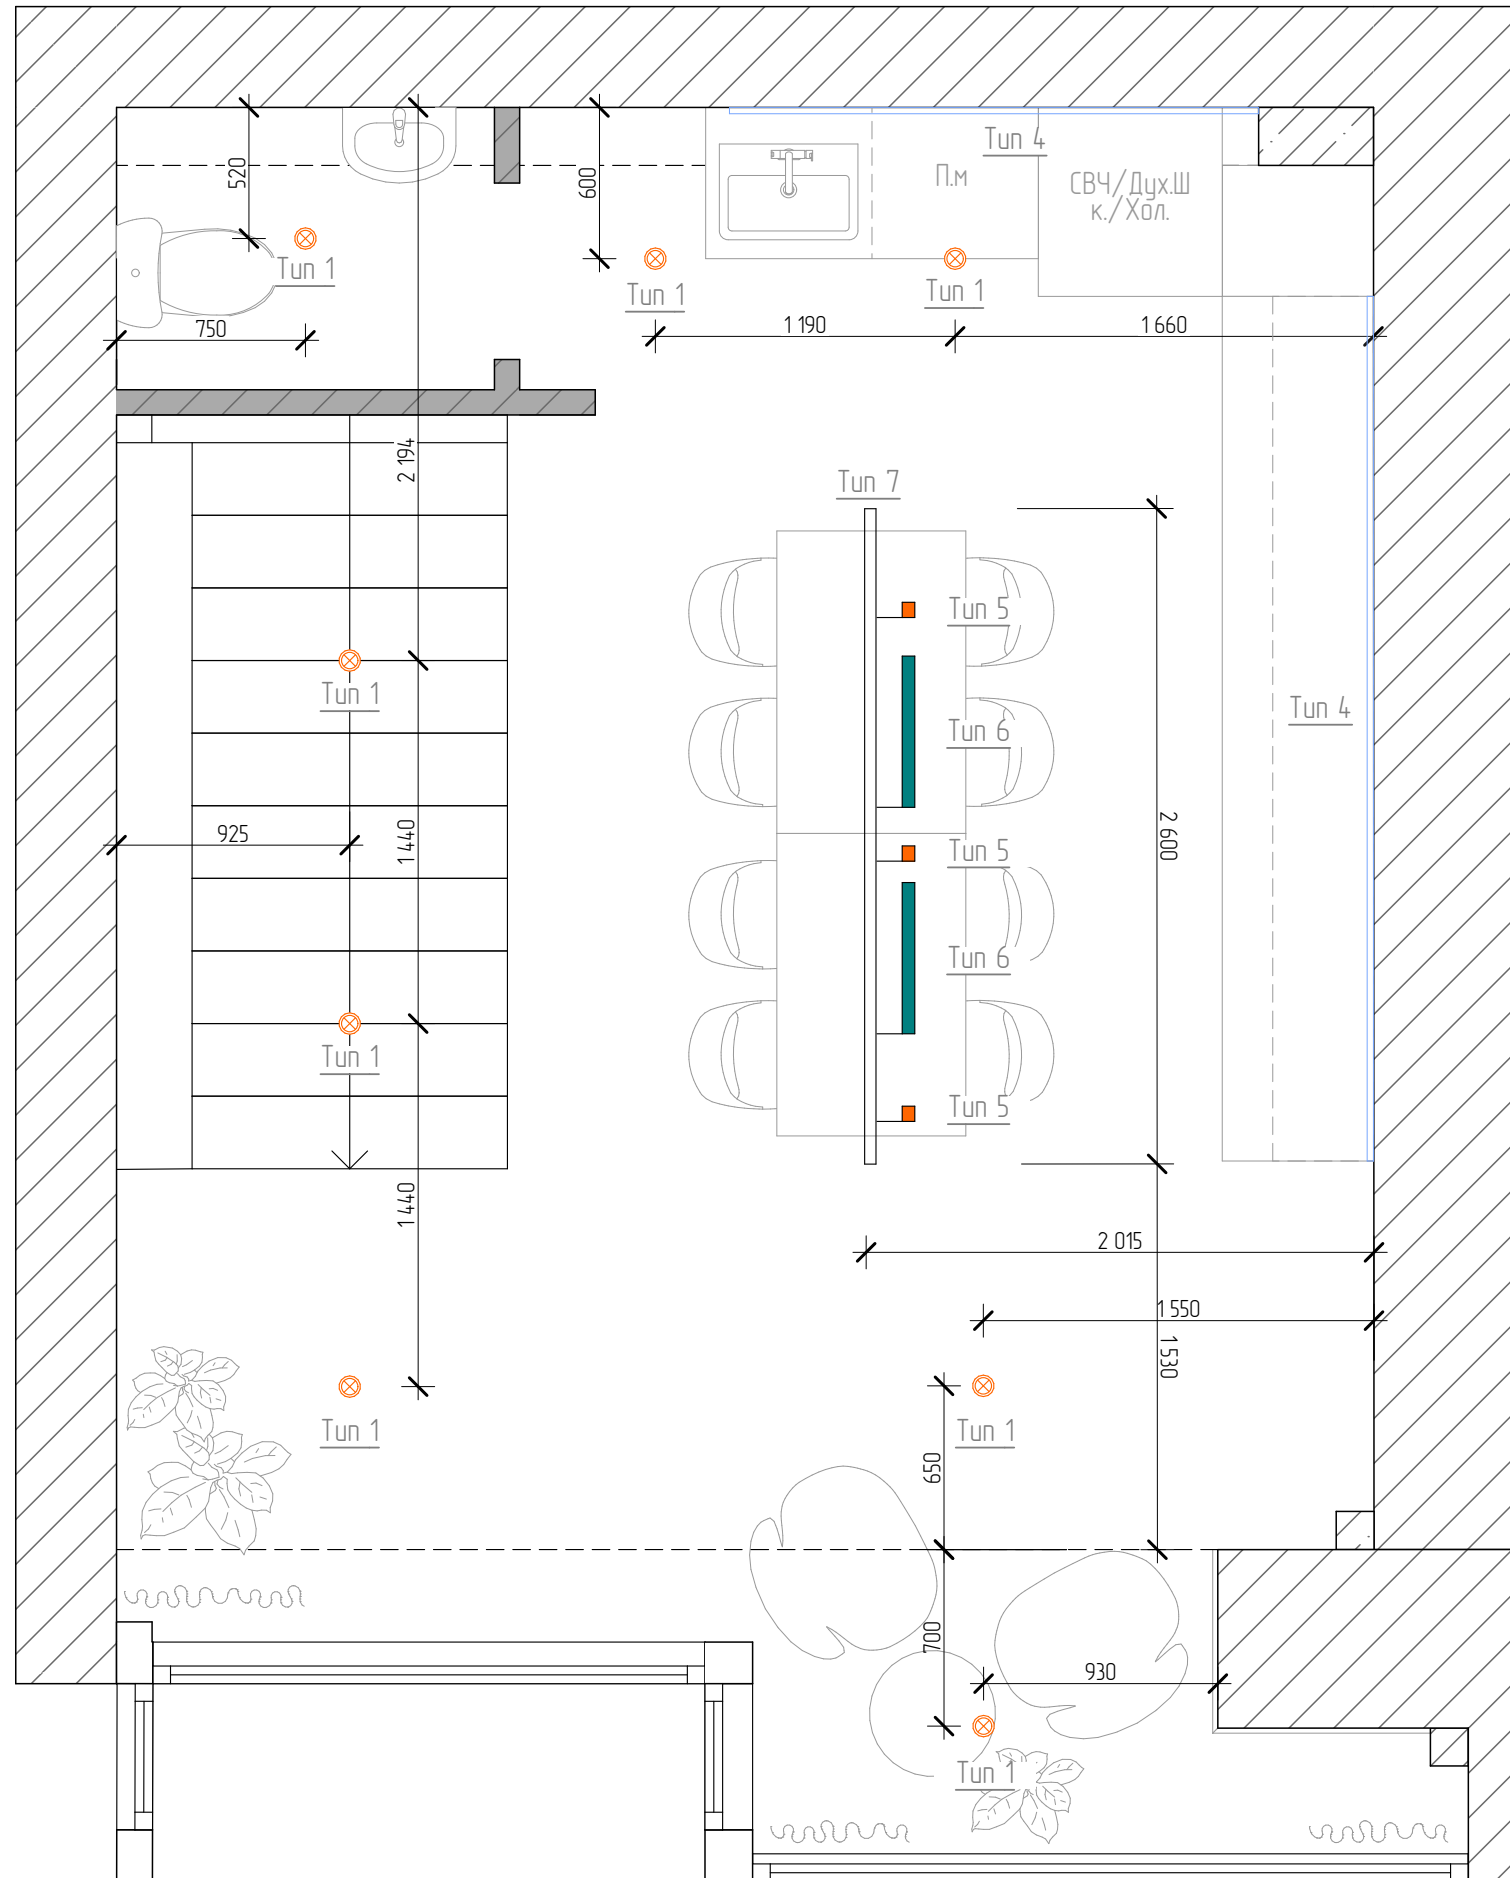 520
600
Тип 4
П.м
СВЧ/Дух.Ш
к./Хол.
Тип 1
Тип 1
Тип 1
750
1 190
1 660
2 194
Тип 7
Тип 5
Тип 1
Тип 4
Тип 6
925
1 440
2 600
Тип 5
Тип 6
Тип 1
Тип 5
1 440
2 015
1 550
1 530
Тип 1
Тип 1
650
700
930
Тип 1